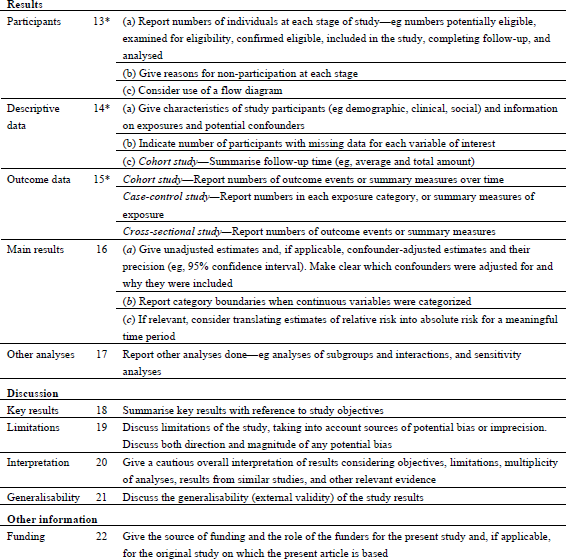 Results
Participants 13* (a) Report numbers of individuals at each stage of study—eg numbers potentially eligible,
examined for eligibility, confirmed eligible, included in the study, completing follow-up, and
analysed
(b) Give reasons for non-participation at each stage
(c) Consider use of a flow diagram
Descriptive 14* (a) Give characteristics of study participants (eg demographic, clinical, social) and information
data on exposures and potential confounders
(b) Indicate number of participants with missing data for each variable of interest
(c) Cohort study—Summarise follow-up time (eg, average and total amount)
Outcome data 15* Cohort study—Report numbers of outcome events or summary measures over time
Case-control study—Report numbers in each exposure category, or summary measures of
exposure
Cross-sectional study—Report numbers of outcome events or summary measures
Main results 16 (a) Give unadjusted estimates and, if applicable, confounder-adjusted estimates and their
precision (eg, 95% confidence interval). Make clear which confounders were adjusted for and
why they were included
(b) Report category boundaries when continuous variables were categorized
(c) If relevant, consider translating estimates of relative risk into absolute risk for a meaningful
time period
Other analyses 17 Report other analyses done—eg analyses of subgroups and interactions, and sensitivity
analyses
Discussion
Key results 18 Summarise key results with reference to study objectives
Limitations 19 Discuss limitations of the study, taking into account sources of potential bias or imprecision.
Discuss both direction and magnitude of any potential bias
Interpretation 20 Give a cautious overall interpretation of results considering objectives, limitations, multiplicity
of analyses, results from similar studies, and other relevant evidence
Generalisability 21 Discuss the generalisability (external validity) of the study results
Other information
Funding 22 Give the source of funding and the role of the funders for the present study and, if applicable,
for the original study on which the present article is based